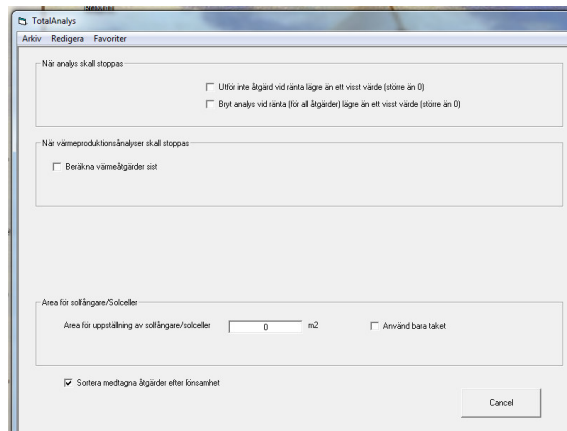 TotalAnalys
Arkiv Redigera Favoriter
När analys skall stoppas
Utför inte åtgärd vid ränta lägre än ett visst värde (större än 0)
Bryt analys vid ränta (för all åtgärder) lägre än ett visst värde (större än 0)
När värmeproduktionsånalyser skall stoppas
Beräkna värmeåtgärder sist
Area för solfångare/Solceller
Area för uppställning av solfångare/solceller 0 m2 Använd bara taket
Sortera medtagna åtgärder efter lönsamhet
Cancel